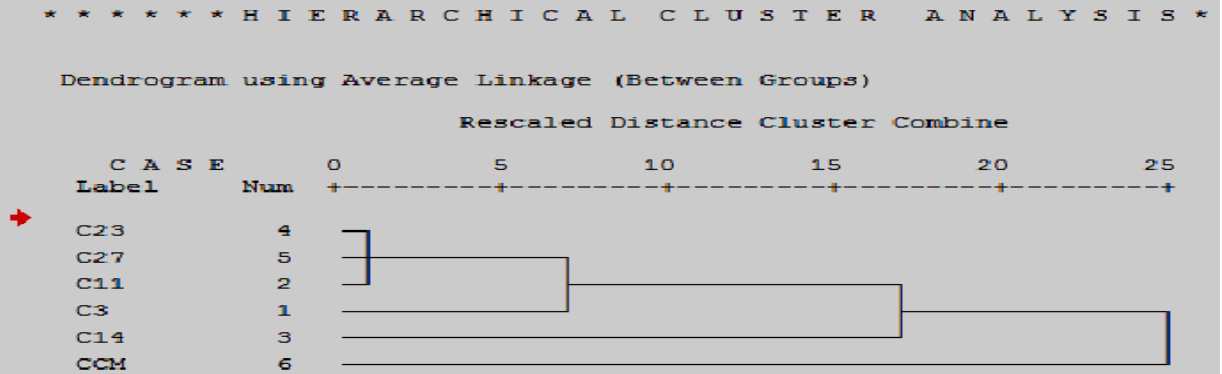 * * * * * * H I E R A R C H I C A L C L U S T E R A N A L Y S I S *
Dendrogram using Average Linkage (Between Groups)
Rescaled Distance Cluster Combine
C A S E 0 5 10 15 20 25
Label Num +---------+---------+---------+---------+---------+
C23 4
C27 5
C11 2
C3 1
C14 3
CCM 6